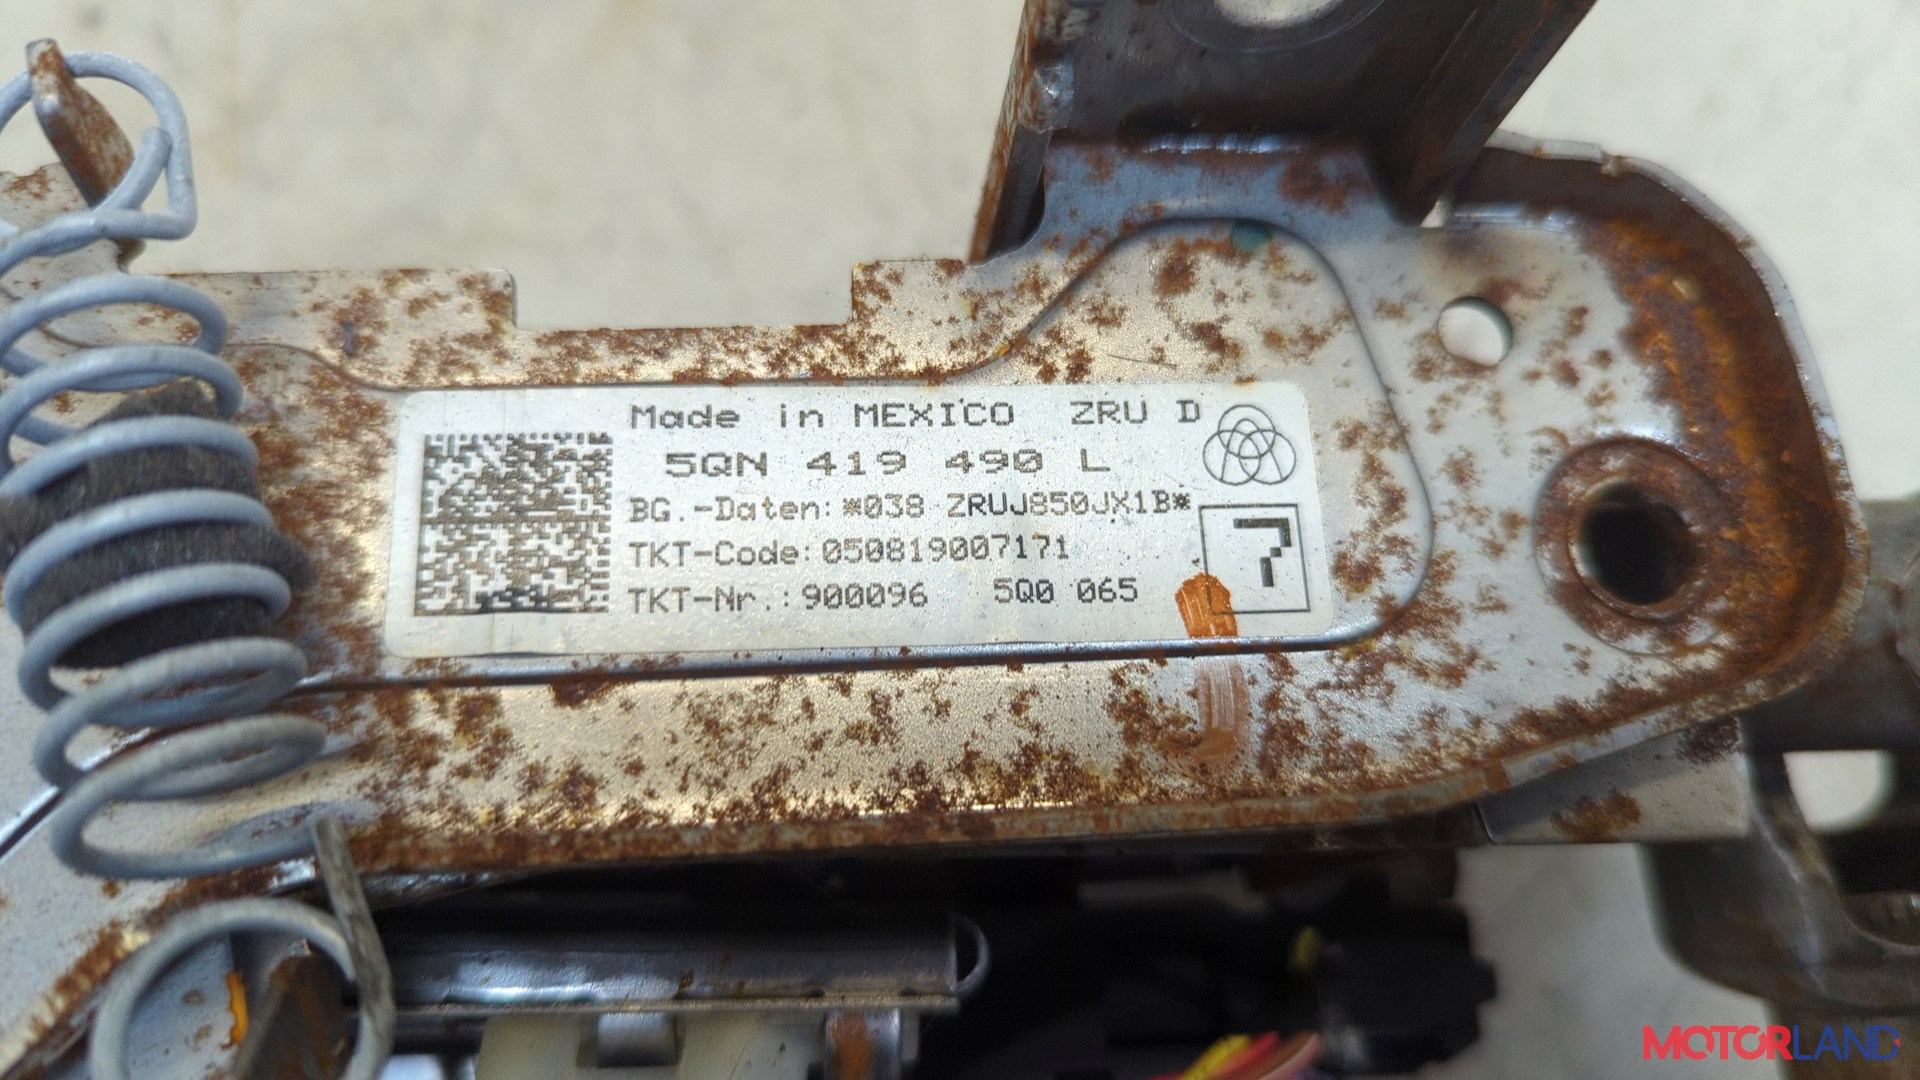 Made in MEXICO ZRU D
5QN 419 490 L
BG.-Daten:*038 ZRUJ850JX1B*
TKT-Code:050819007171
TKT-Nr.:900096 5Q0 065
7
MOTORLAND